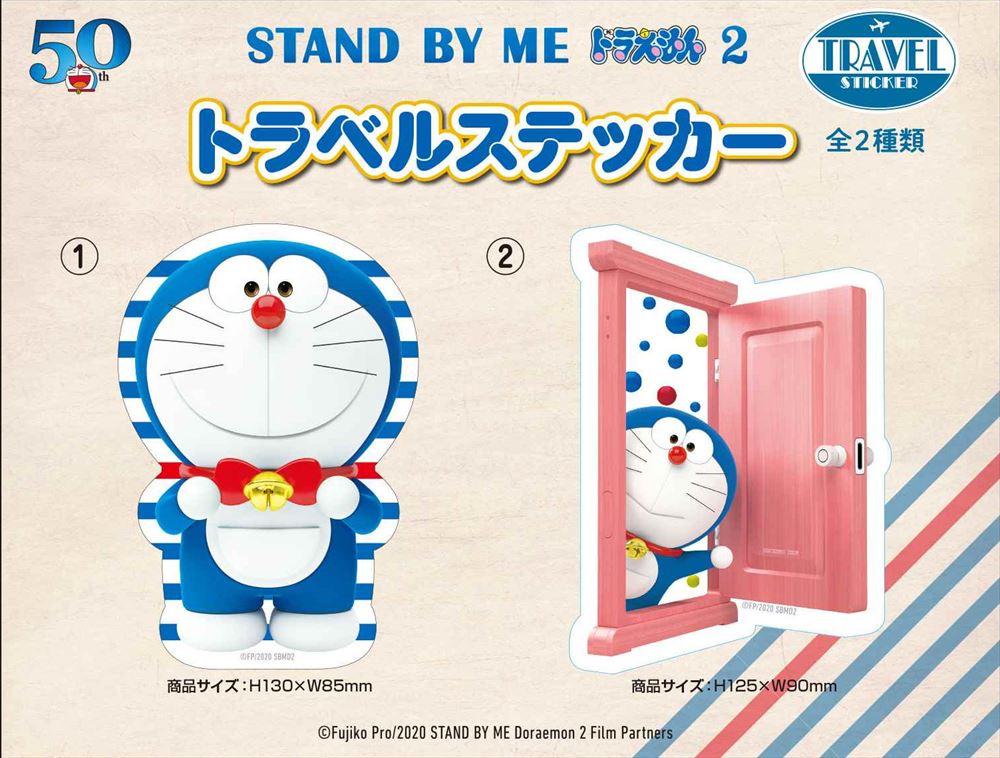 50th
STAND BY ME ドラえもん 2
TRAVEL
STICKER
トラベルステッカー
全2種類
①
②
©FP/2020 SBMD2
©FP/2020 SBMD2
商品サイズ：H130×W85mm
商品サイズ：H125×W90mm
©Fujiko Pro/2020 STAND BY ME Doraemon 2 Film Partners